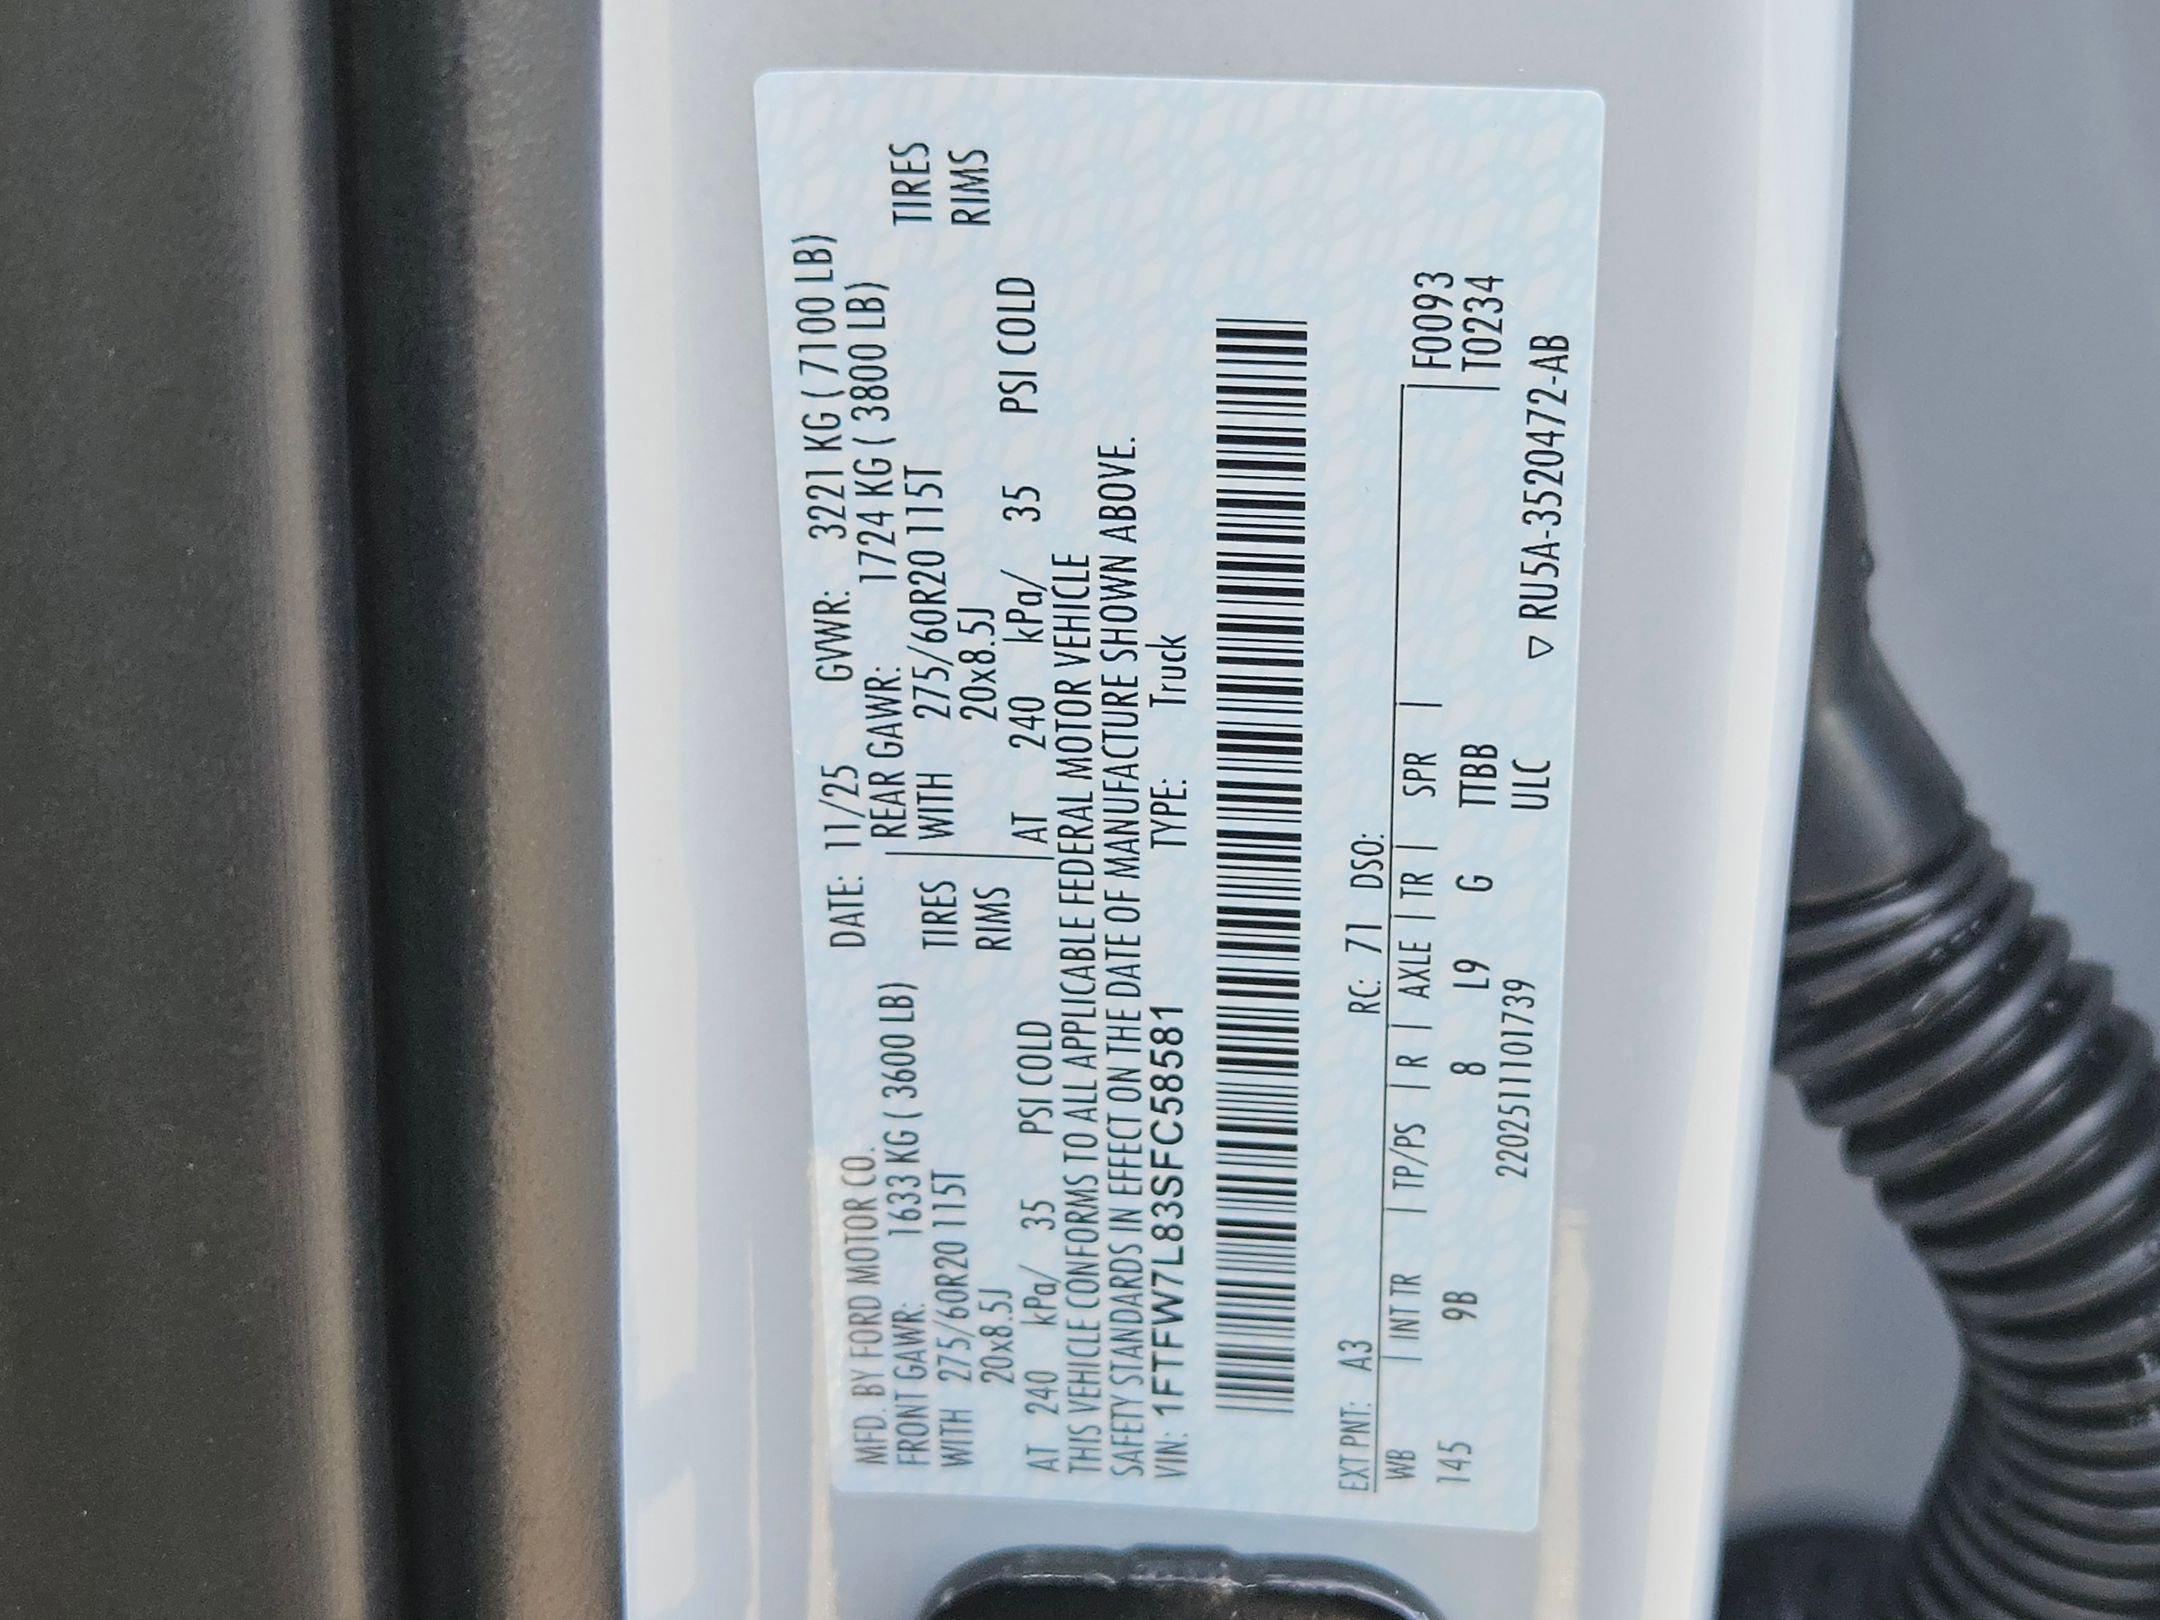 MFD. BY FORD MOTOR CO. DATE: 11/25 GVWR: 3221 KG ( 7100 LB)
FRONT GAWR: 1633 KG ( 3600 LB) REAR GAWR: 1724 KG ( 3800 LB)
WITH 275/60R20 115T TIRES WITH 275/60R20 115T TIRES
20x8.5J RIMS 20x8.5J RIMS
AT 240 kPa/ 35 PSI COLD AT 240 kPa/ 35 PSI COLD
THIS VEHICLE CONFORMS TO ALL APPLICABLE FEDERAL MOTOR VEHICLE
SAFETY STANDARDS IN EFFECT ON THE DATE OF MANUFACTURE SHOWN ABOVE.
VIN: 1FTFW7L83SFC58581 TYPE: Truck
EXT PNT: A3 RC: 71 DSO:
WB | INT TR | TP/PS | R | AXLE | TR | SPR | F0093
145 9B 8 L9 G TTBB T0234
22025111101739 ULC ▽ RU5A-3520472-AB